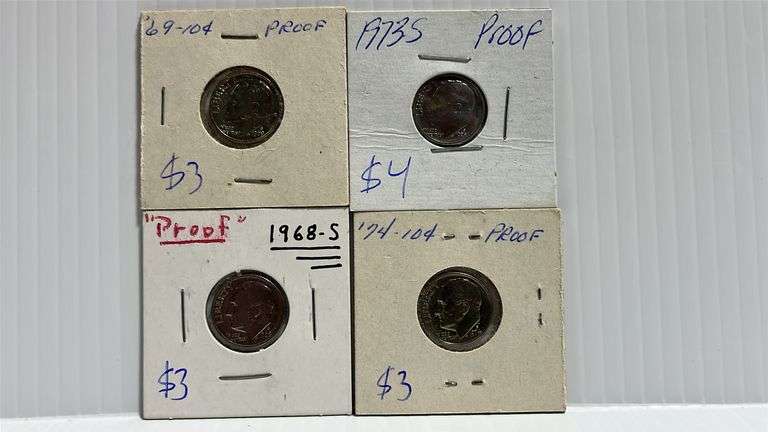 '69-10¢ PROOF
$3
1973S Proof
$4
"Proof" 1968-S
$3
'74-10¢ PROOF
$3